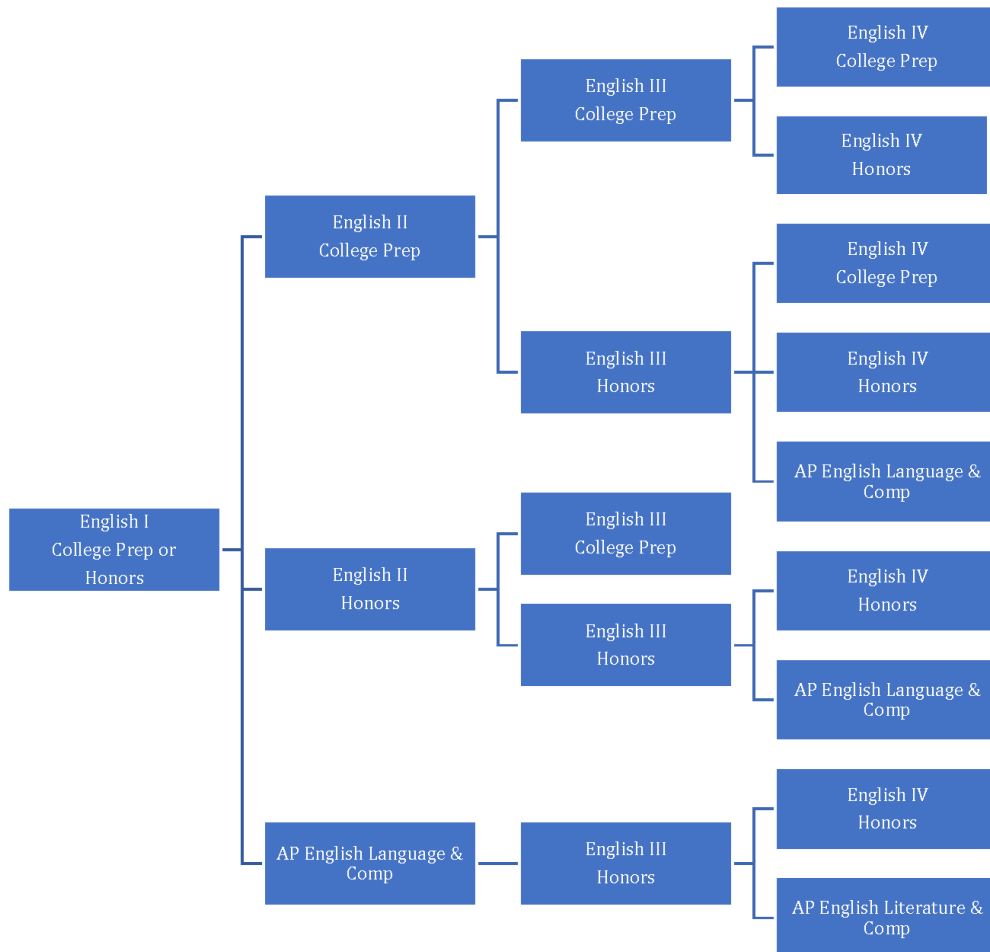 English I
College Prep or
Honors
English II
College Prep
English III
College Prep
English IV
College Prep
English IV
Honors
English III
Honors
English IV
College Prep
English IV
Honors
AP English Language &
Comp
English II
Honors
English III
College Prep
English III
Honors
English IV
Honors
AP English Language &
Comp
AP English Language &
Comp
English III
Honors
English IV
Honors
AP English Literature &
Comp